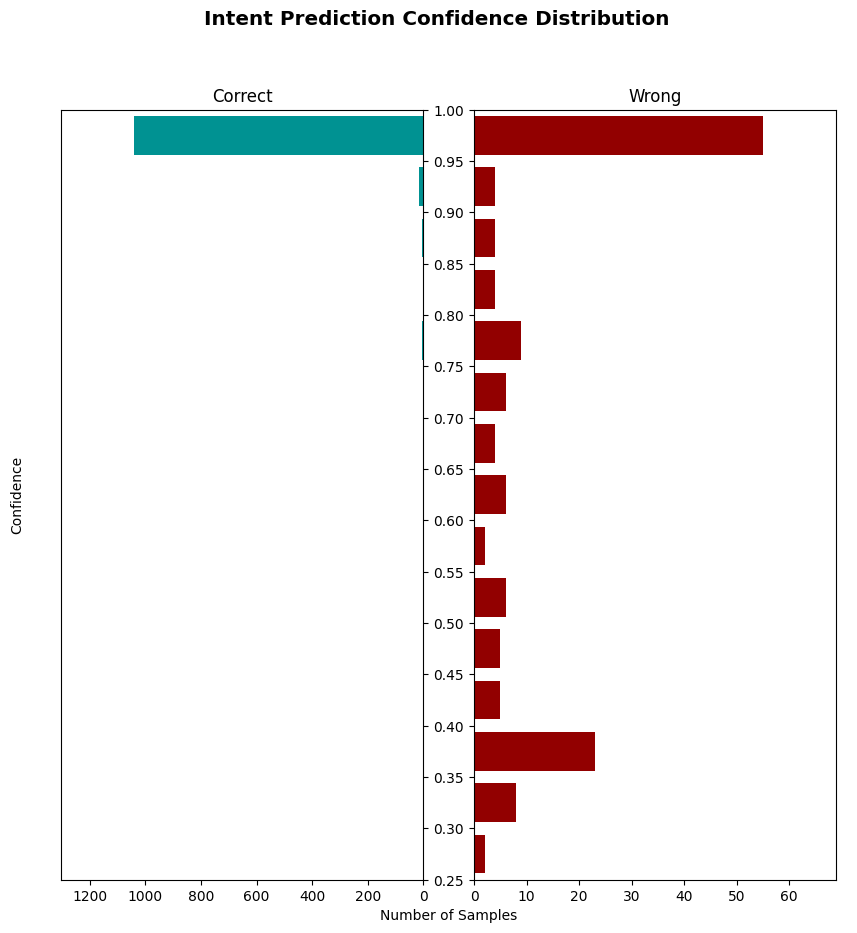 Intent Prediction Confidence Distribution
Correct
Wrong
1.00
0.95
0.90
0.85
0.80
0.75
0.70
0.65
0.60
0.55
0.50
0.45
0.40
0.35
0.30
0.25
Confidence
1200 1000 800 600 400 200 0
0 10 20 30 40 50 60
Number of Samples